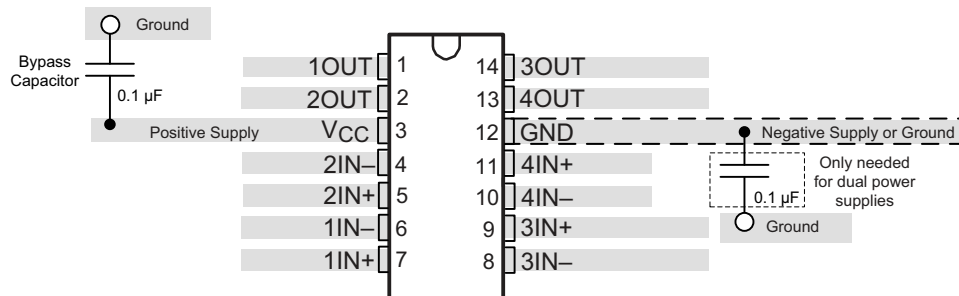 Ground
Bypass
Capacitor
0.1 µF
Positive Supply
1OUT 1
2OUT 2
VCC 3
2IN– 4
2IN+ 5
1IN– 6
1IN+ 7
14 3OUT
13 4OUT
12 GND
11 4IN+
10 4IN–
9 3IN+
8 3IN–
Negative Supply or Ground
Only needed
for dual power
supplies
0.1 µF
Ground